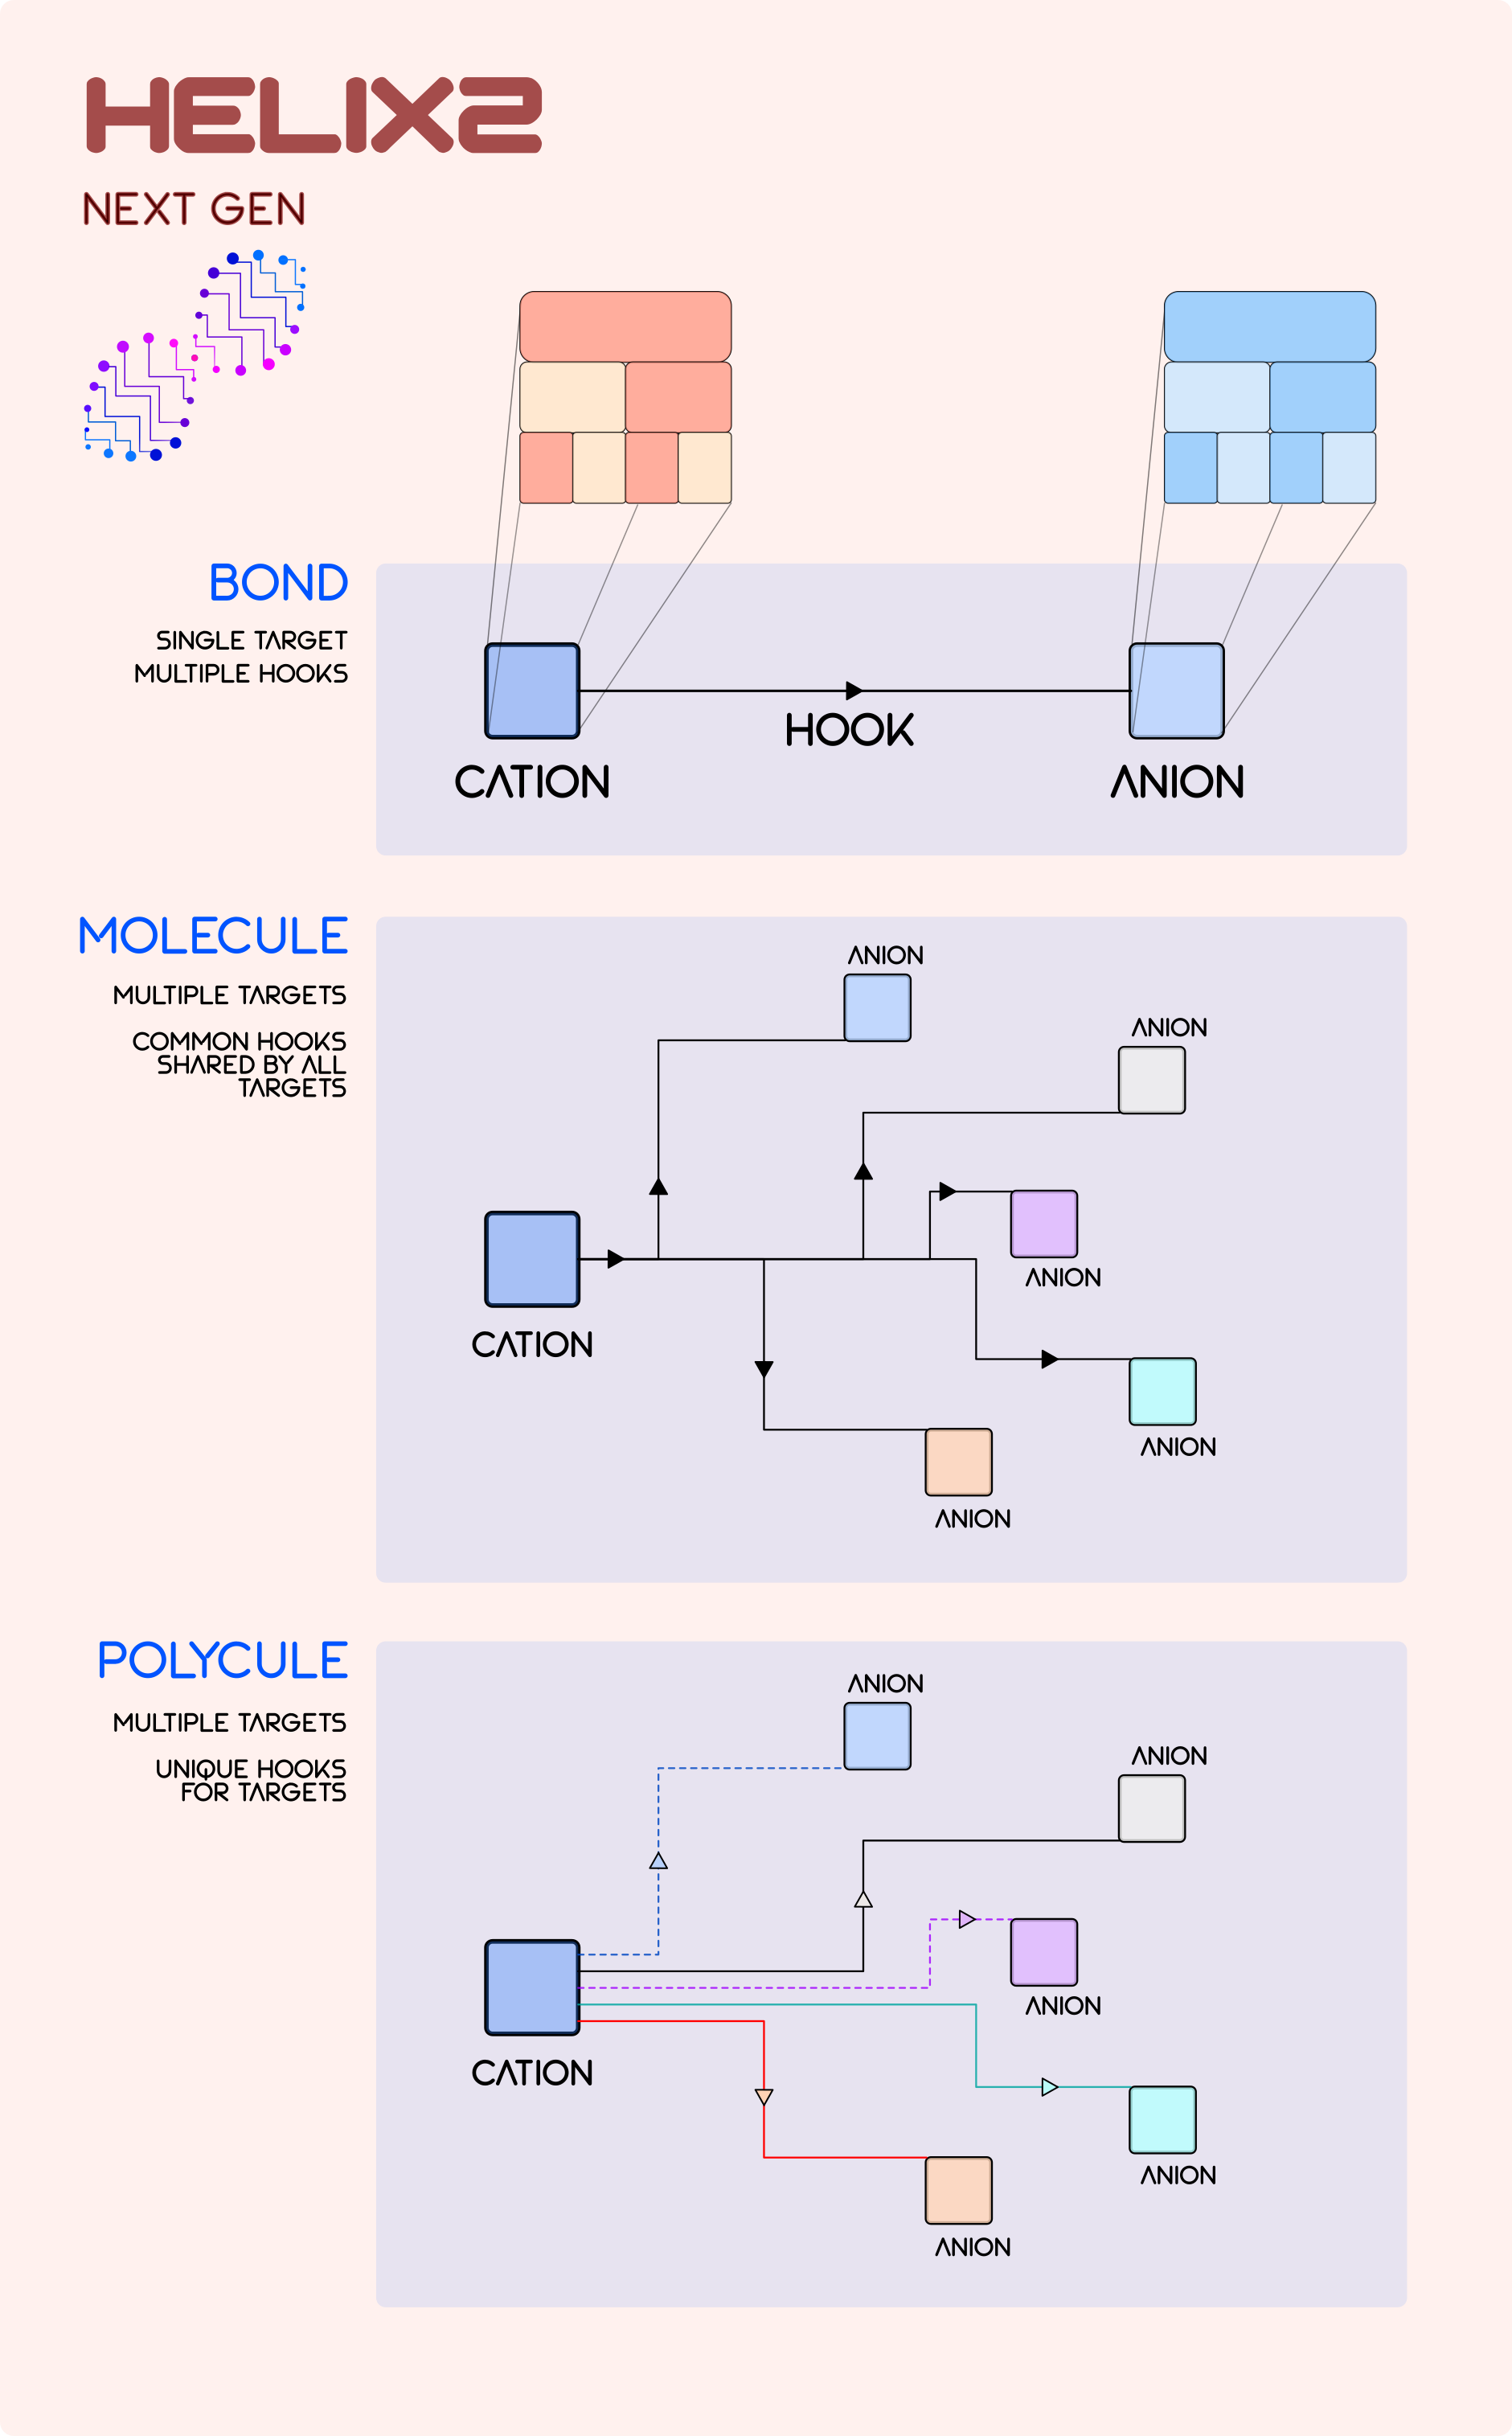 HELIX2
NEXT GEN
BOND
SINGLE TARGET
MULTIPLE HOOKS
HOOK
CATION
ANION
MOLECULE
MULTIPLE TARGETS
COMMON HOOKS
SHARED BY ALL
TARGETS
ANION
ANION
ANION
CATION
ANION
ANION
POLYCULE
MULTIPLE TARGETS
UNIQUE HOOKS
FOR TARGETS
ANION
ANION
ANION
CATION
ANION
ANION